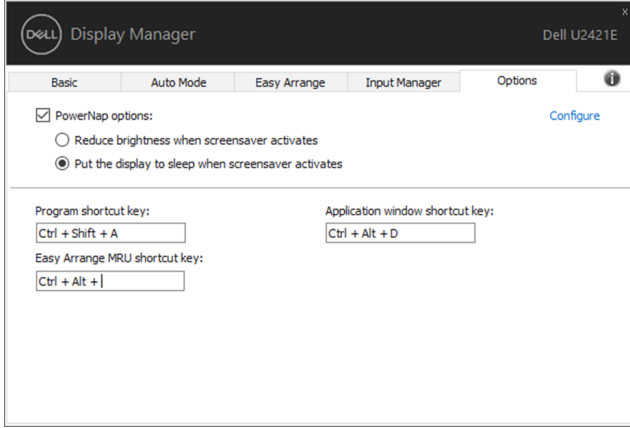 x
DELL Display Manager
Dell U2421E
Basic
Auto Mode
Easy Arrange
Input Manager
Options
i
PowerNap options:
Configure
Reduce brightness when screensaver activates
Put the display to sleep when screensaver activates
Program shortcut key:
Application window shortcut key:
Ctrl + Shift + A
Ctrl + Alt + D
Easy Arrange MRU shortcut key:
Ctrl + Alt +